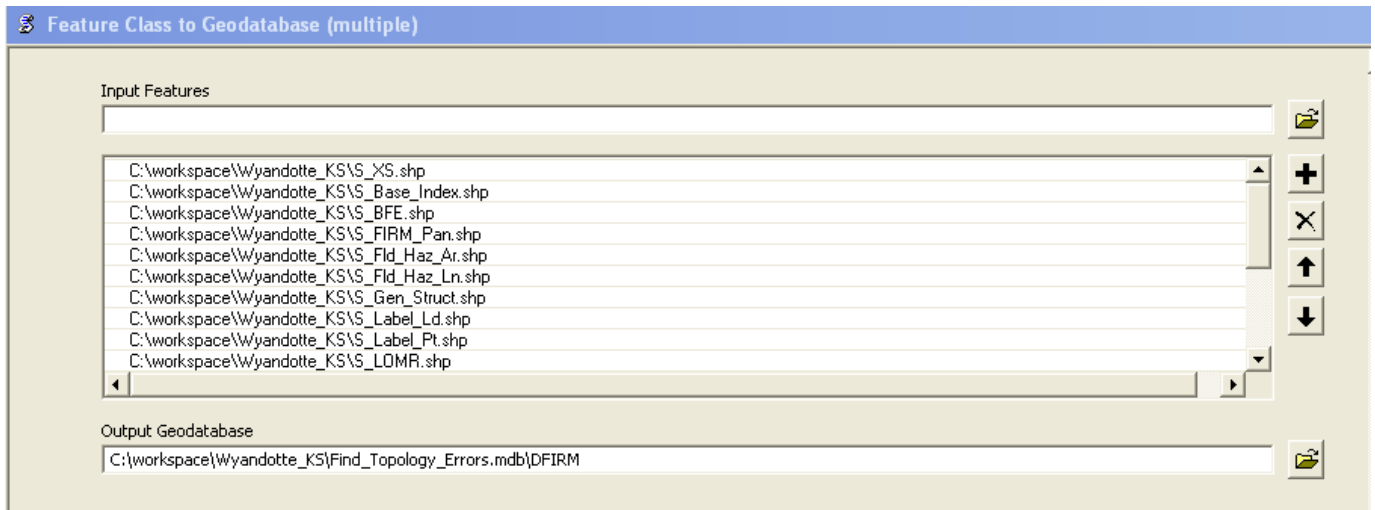 Feature Class to Geodatabase (multiple)
Input Features
C:\workspace\Wyandotte_KS\S_XS.shp
C:\workspace\Wyandotte_KS\S_Base_Index.shp
C:\workspace\Wyandotte_KS\S_BFE.shp
C:\workspace\Wyandotte_KS\S_FIRM_Pan.shp
C:\workspace\Wyandotte_KS\S_Fld_Haz_Ar.shp
C:\workspace\Wyandotte_KS\S_Fld_Haz_Ln.shp
C:\workspace\Wyandotte_KS\S_Gen_Struct.shp
C:\workspace\Wyandotte_KS\S_Label_Ld.shp
C:\workspace\Wyandotte_KS\S_Label_Pt.shp
C:\workspace\Wyandotte_KS\S_LOMR.shp
Output Geodatabase
C:\workspace\Wyandotte_KS\Find_Topology_Errors.mdb\DFIRM